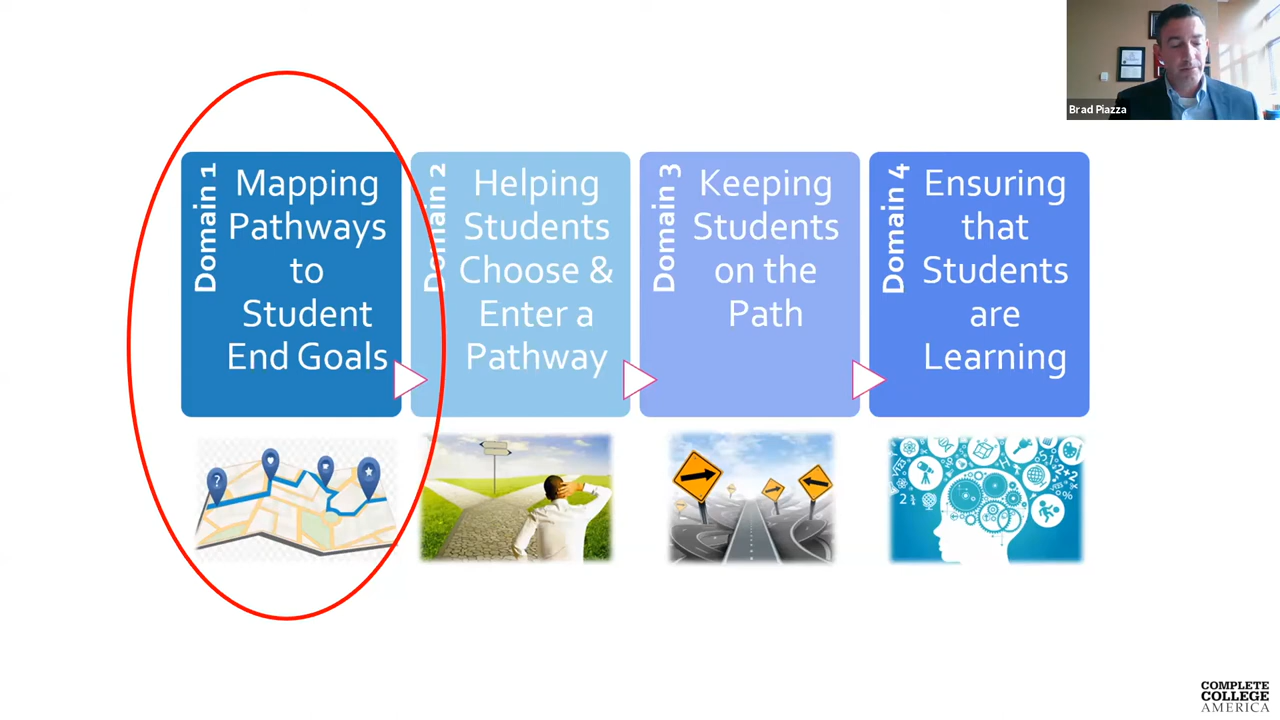 Brad Piazza
Domain 1
Mapping
Pathways
to
Student
End Goals
Domain 2
Helping
Students
Choose &
Enter a
Pathway
Domain 3
Keeping
Students
on the
Path
Domain 4
Ensuring
that
Students
are
Learning
?
COMPLETE
COLLEGE
AMERICA